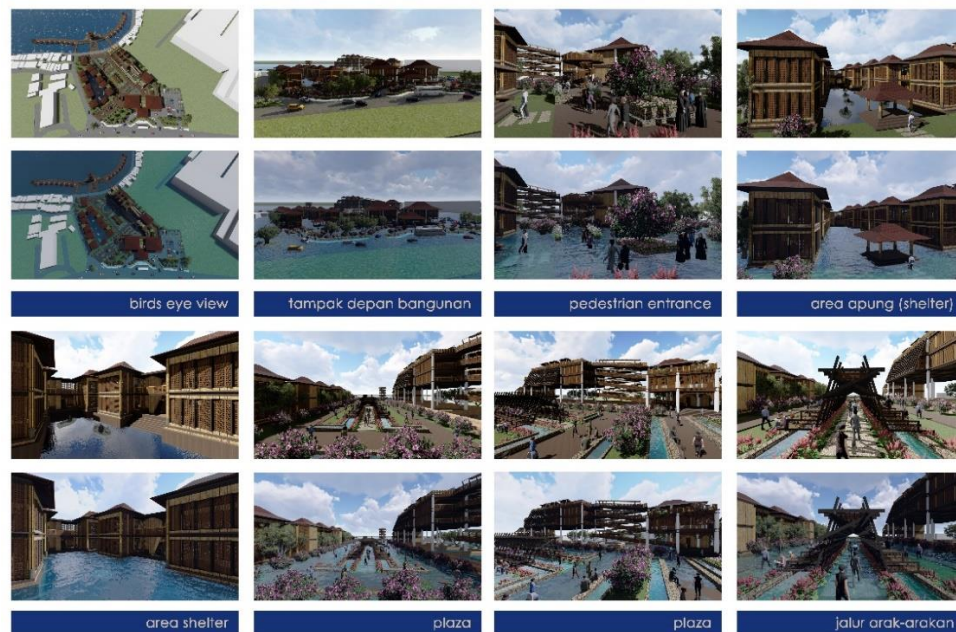 birds eye view
tampak depan bangunan
pedestrian entrance
area apung (shelter)
area shelter
plaza
plaza
jalur arak-arakan